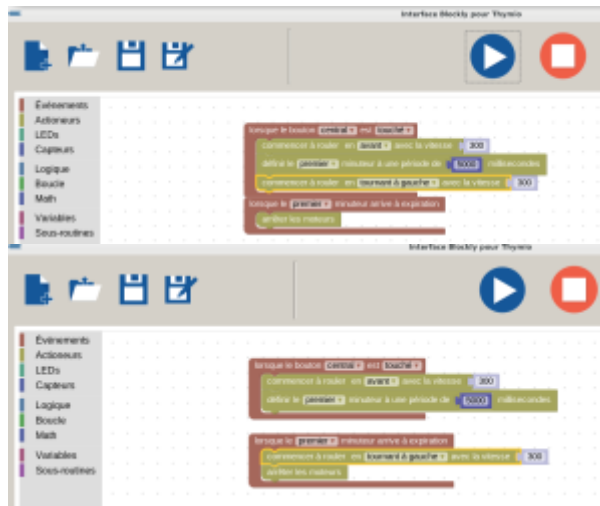 Interface Blockly pour Thymio
Événements
Actionneurs
LEDs
Capteurs
Logique
Boucle
Math
Variables
Sous-routines
lorsque le bouton central est touché
commencer à rouler en avant avec la vitesse 300
définir le premier minuteur à une période de 5000 millisecondes
commencer à rouler en tournant à gauche avec la vitesse 300
lorsque le premier minuteur arrive à expiration
arrêter les moteurs
Interface Blockly pour Thymio
Événements
Actionneurs
LEDs
Capteurs
Logique
Boucle
Math
Variables
Sous-routines
lorsque le bouton central est touché
commencer à rouler en avant avec la vitesse 300
définir le premier minuteur à une période de 5000 millisecondes
lorsque le premier minuteur arrive à expiration
commencer à rouler en tournant à gauche avec la vitesse 300
arrêter les moteurs